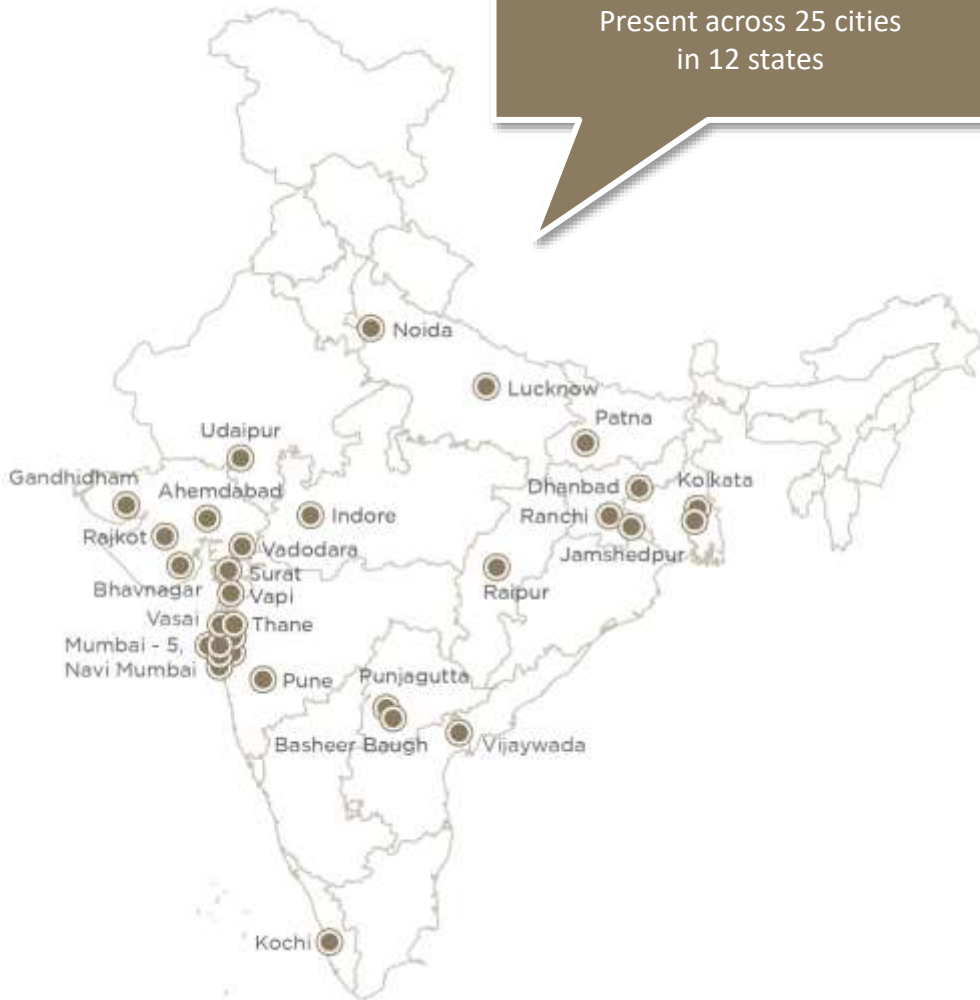 Present across 25 cities
in 12 states
Noida
Lucknow
Patna
Udaipur
Gandhidham
Ahemdabad
Dhanbad
Kolkata
Indore
Ranchi
Rajkot
Vadodara
Jamshedpur
Surat
Bhavnagar
Raipur
Vapi
Vasai
Thane
Mumbai - 5,
Navi Mumbai
Pune
Punjagutta
Basheer Baugh
Vijaywada
Kochi